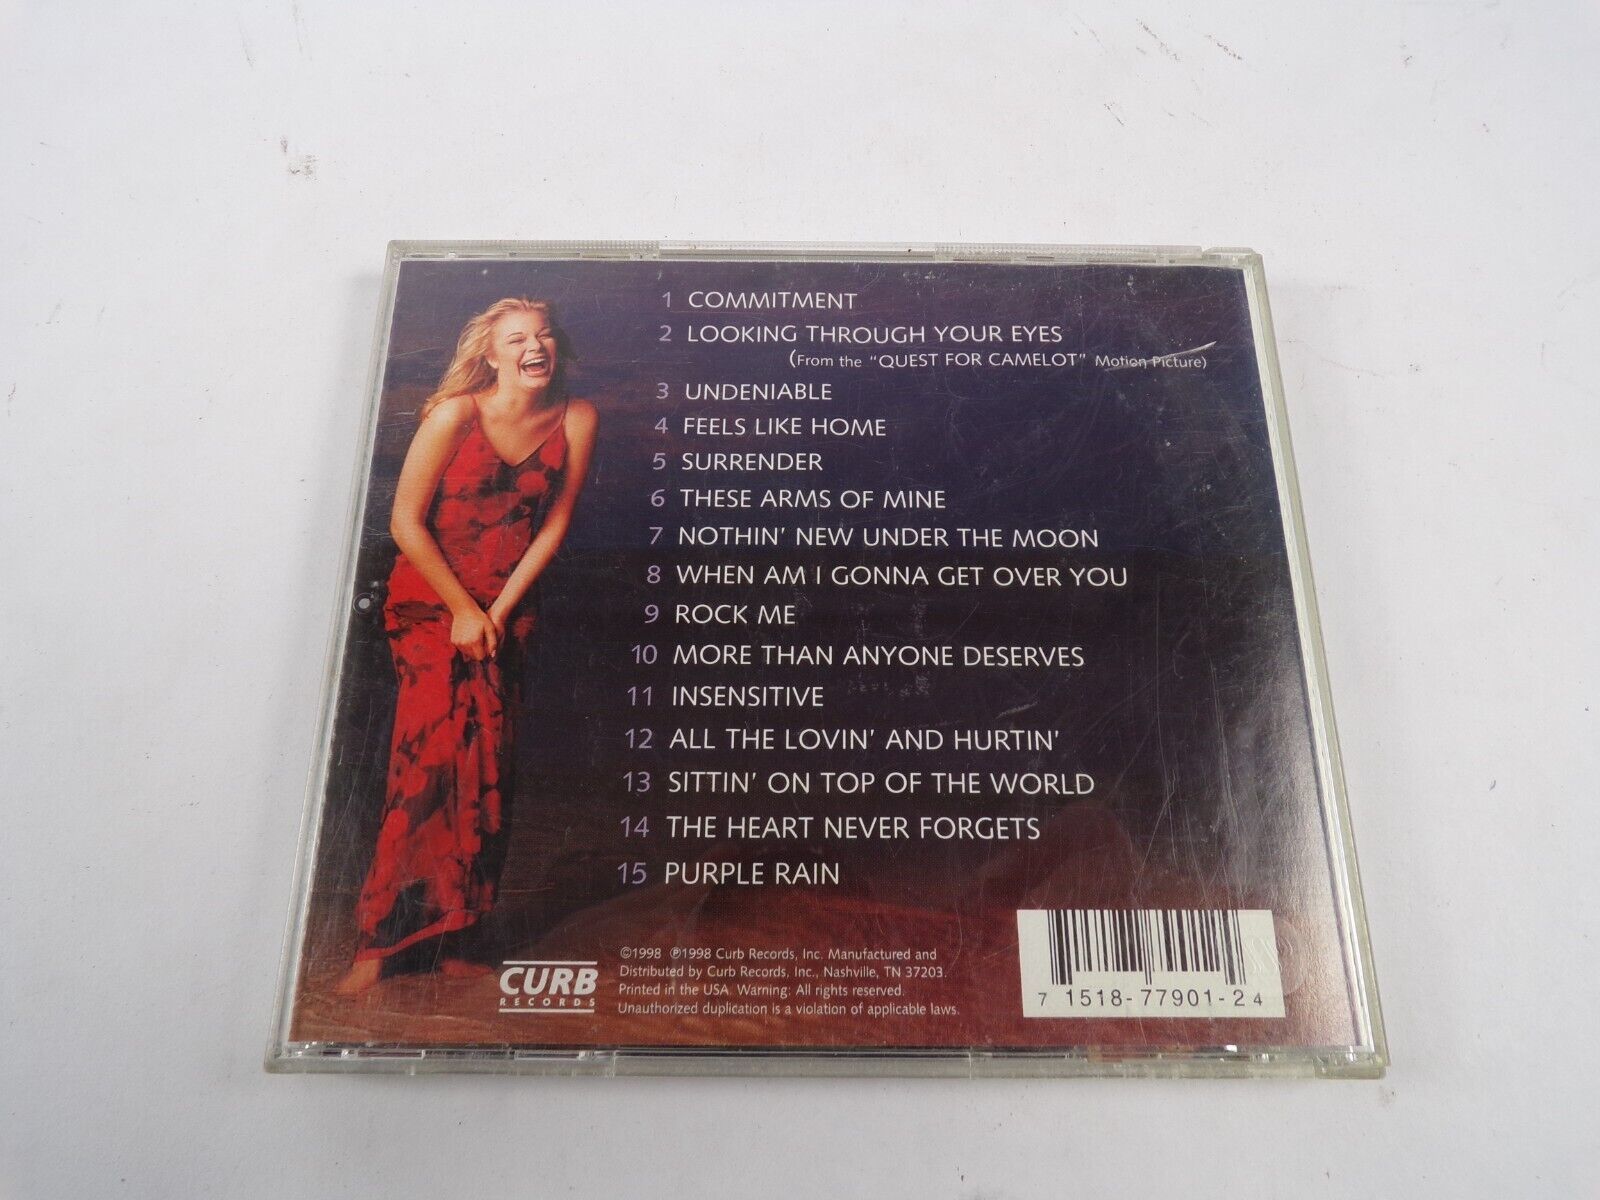 1 COMMITMENT
2 LOOKING THROUGH YOUR EYES
(From the "QUEST FOR CAMELOT" Motion Picture)
3 UNDENIABLE
4 FEELS LIKE HOME
5 SURRENDER
6 THESE ARMS OF MINE
7 NOTHIN' NEW UNDER THE MOON
8 WHEN AM I GONNA GET OVER YOU
9 ROCK ME
10 MORE THAN ANYONE DESERVES
11 INSENSITIVE
12 ALL THE LOVIN' AND HURTIN'
13 SITTIN' ON TOP OF THE WORLD
14 THE HEART NEVER FORGETS
15 PURPLE RAIN
CURB
RECORDS
©1998 ℗1998 Curb Records, Inc. Manufactured and
Distributed by Curb Records, Inc., Nashville, TN 37203.
Printed in the USA. Warning: All rights reserved.
Unauthorized duplication is a violation of applicable laws.
7 1518-77901-2 4